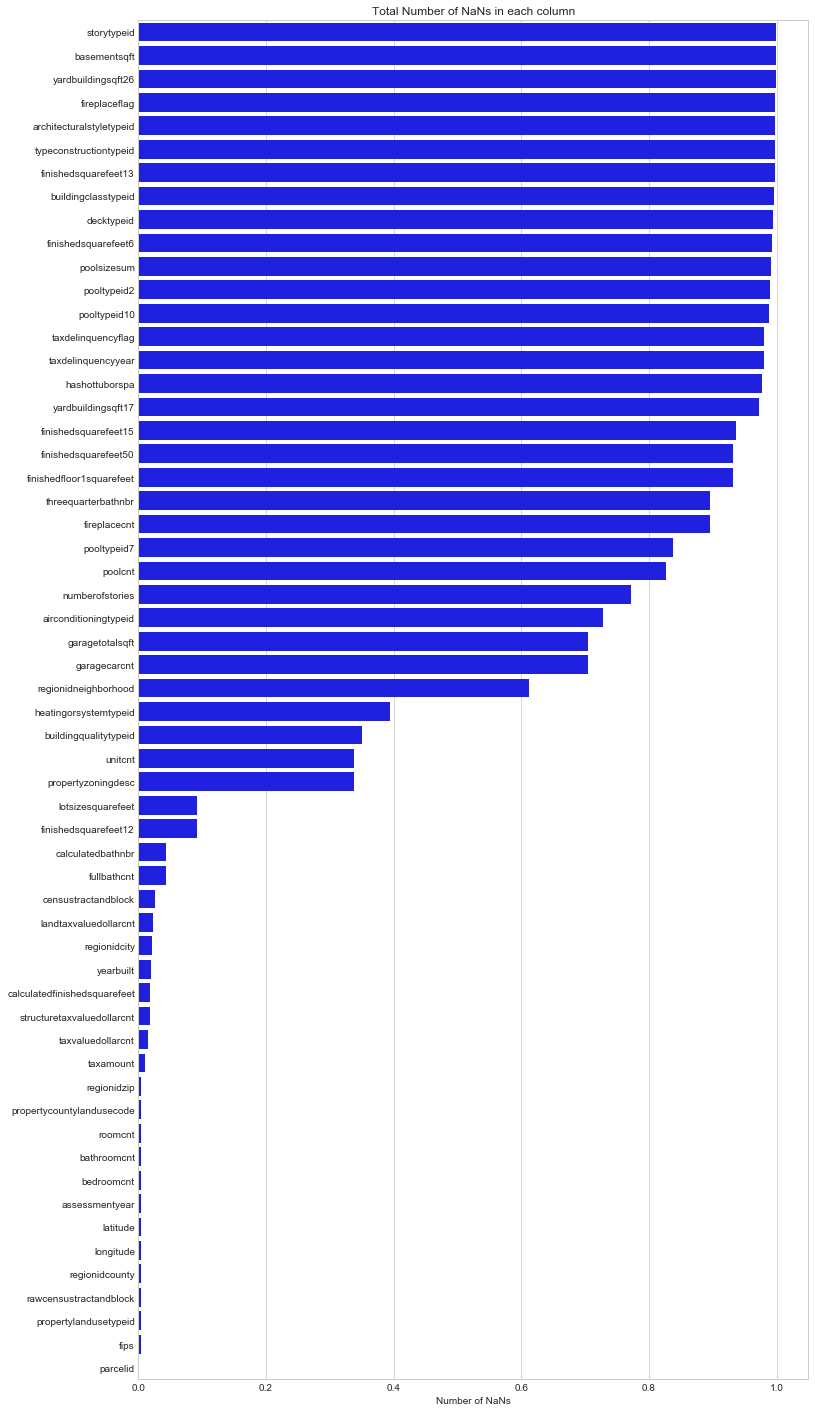 Total Number of NaNs in each column
storytypeid
basementsqft
yardbuildingsqft26
fireplaceflag
architecturalstyletypeid
typeconstructiontypeid
finishedsquarefeet13
buildingclasstypeid
decktypeid
finishedsquarefeet6
poolsizesum
pooltypeid2
pooltypeid10
taxdelinquencyflag
taxdelinquencyyear
hashottuborspa
yardbuildingsqft17
finishedsquarefeet15
finishedsquarefeet50
finishedfloor1squarefeet
threequarterbathnbr
fireplacecnt
pooltypeid7
poolcnt
numberofstories
airconditioningtypeid
garagetotalsqft
garagecarcnt
regionidneighborhood
heatingorsystemtypeid
buildingqualitytypeid
unitcnt
propertyzoningdesc
lotsizesquarefeet
finishedsquarefeet12
calculatedbathnbr
fullbathcnt
censustractandblock
landtaxvaluedollarcnt
regionidcity
yearbuilt
calculatedfinishedsquarefeet
structuretaxvaluedollarcnt
taxvaluedollarcnt
taxamount
regionidzip
propertycountylandusecode
roomcnt
bathroomcnt
bedroomcnt
assessmentyear
latitude
longitude
regionidcounty
rawcensustractandblock
propertylandusetypeid
fips
parcelid
0.0 0.2 0.4 0.6 0.8 1.0
Number of NaNs